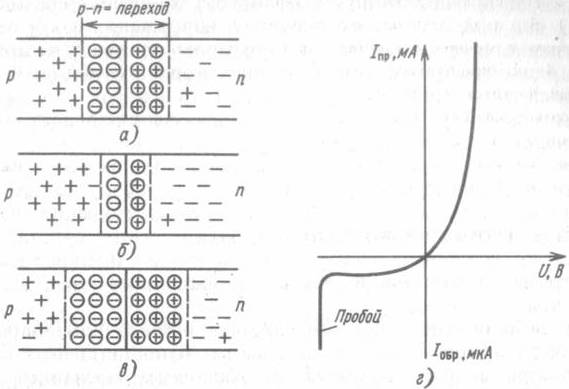 p-n-переход
p
n
а)
p
n
б)
p
n
в)
Iпр, мА
U, В
Пробой
Iобр, мкА
г)